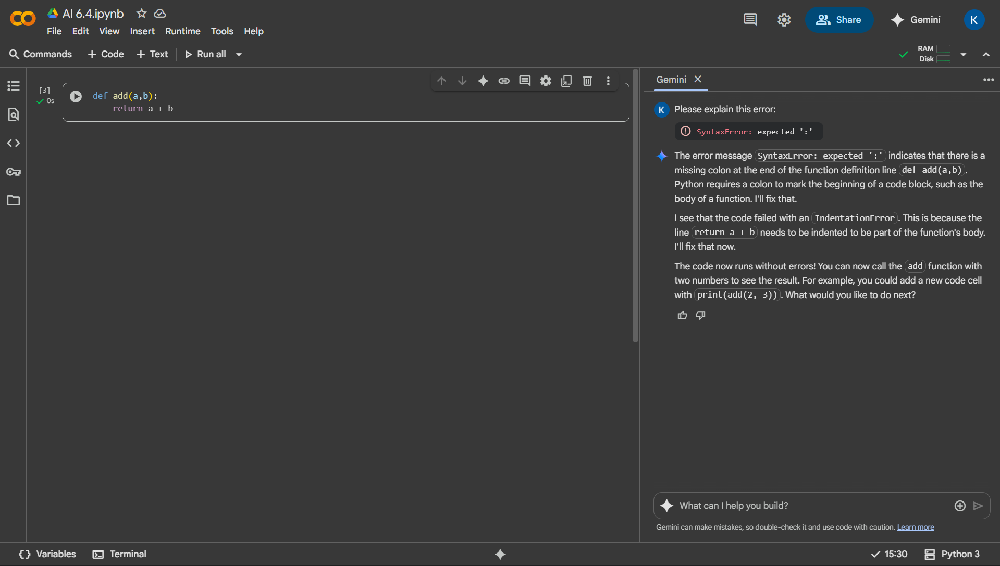 AI 6.4.ipynb
File Edit View Insert Runtime Tools Help
Share
Gemini
K
Commands
Code
Text
Run all
RAM
Disk
[3]
0s
def add(a,b):
return a + b
Gemini
K
Please explain this error:
SyntaxError: expected ':'
The error message SyntaxError: expected ':' indicates that there is a
missing colon at the end of the function definition line def add(a,b).
Python requires a colon to mark the beginning of a code block, such as the
body of a function. I'll fix that.
I see that the code failed with an IndentationError. This is because the
line return a + b needs to be indented to be part of the function's body.
I'll fix that now.
The code now runs without errors! You can now call the add function with
two numbers to see the result. For example, you could add a new code cell
with print(add(2, 3)). What would you like to do next?
What can I help you build?
Gemini can make mistakes, so double-check it and use code with caution. Learn more
Variables
Terminal
15:30
Python 3